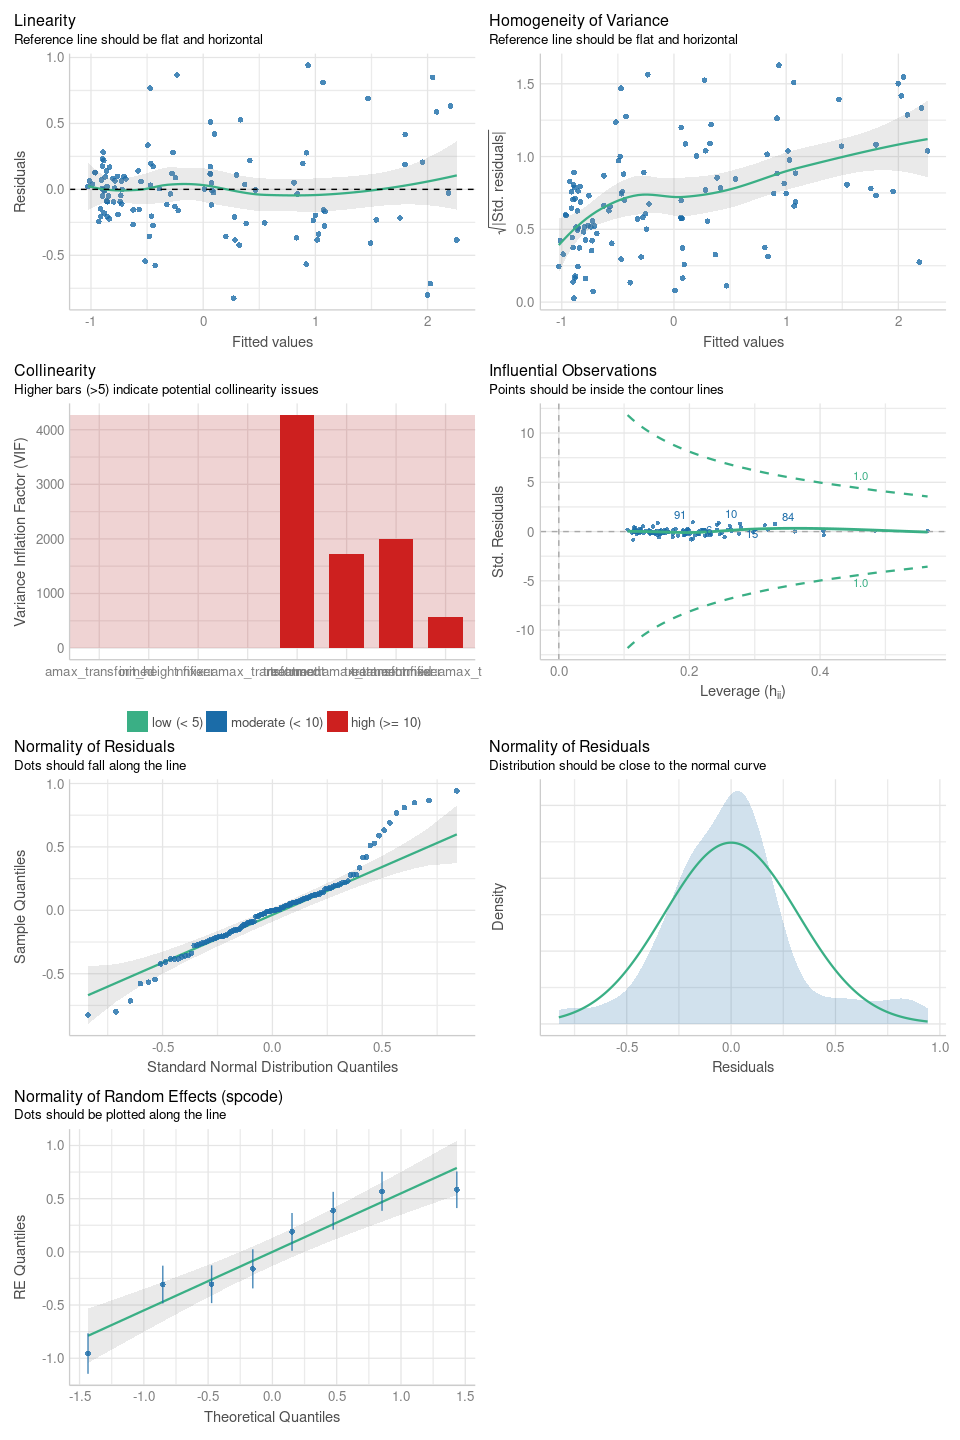 Linearity
Reference line should be flat and horizontal
1.0
0.5
0.0
-0.5
Residuals
-1
0
1
2
Fitted values
Homogeneity of Variance
Reference line should be flat and horizontal
1.5
1.0
0.5
0.0
√|Std. residuals|
-1
0
1
2
Fitted values
Collinearity
Higher bars (>5) indicate potential collinearity issues
4000
3000
2000
1000
0
Variance Inflation Factor (VIF)
low (< 5)
moderate (< 10)
high (>= 10)
Influential Observations
Points should be inside the contour lines
10
5
0
-5
-10
Std. Residuals
1.0
91
10
84
6
15
1.0
0.0
0.2
0.4
Leverage (hii)
Normality of Residuals
Dots should fall along the line
1.0
0.5
0.0
-0.5
Sample Quantiles
-0.5
0.0
0.5
Standard Normal Distribution Quantiles
Normality of Residuals
Distribution should be close to the normal curve
Density
-0.5
0.0
0.5
1.0
Residuals
Normality of Random Effects (spcode)
Dots should be plotted along the line
1.0
0.5
0.0
-0.5
-1.0
RE Quantiles
-1.5
-1.0
-0.5
0.0
0.5
1.0
1.5
Theoretical Quantiles